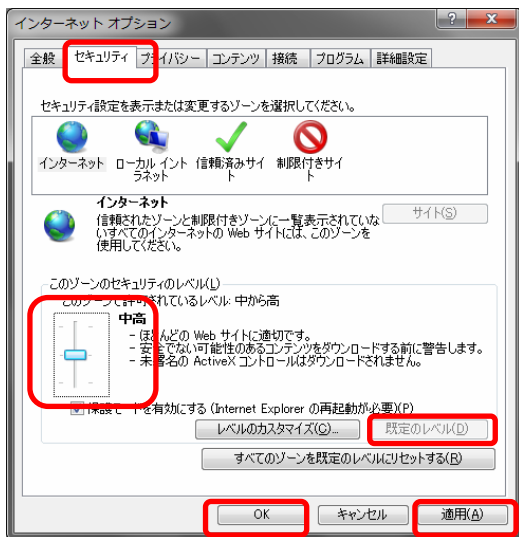 インターネット オプション
全般 セキュリティ プライバシー コンテンツ 接続 プログラム 詳細設定
セキュリティ設定を表示または変更するゾーンを選択してください。
インターネット ローカル イント 信頼済みサイ 制限付きサイ
ラネット ト ト
インターネット
信頼されたゾーンと制限付きゾーンに一覧表示されていな
いすべてのインターネットの Web サイトには、このゾーンを
使用してください。
サイト(S)
このゾーンのセキュリティのレベル(L)
このゾーンで許可されているレベル: 中から高
中高
- ほとんどの Web サイトに適切です。
- 安全でない可能性のあるコンテンツをダウンロードする前に警告します。
- 未署名の ActiveX コントロールはダウンロードされません。
保護モードを有効にする (Internet Explorer の再起動が必要)(P)
レベルのカスタマイズ(C)... 既定のレベル(D)
すべてのゾーンを既定のレベルにリセットする(R)
OK キャンセル 適用(A)